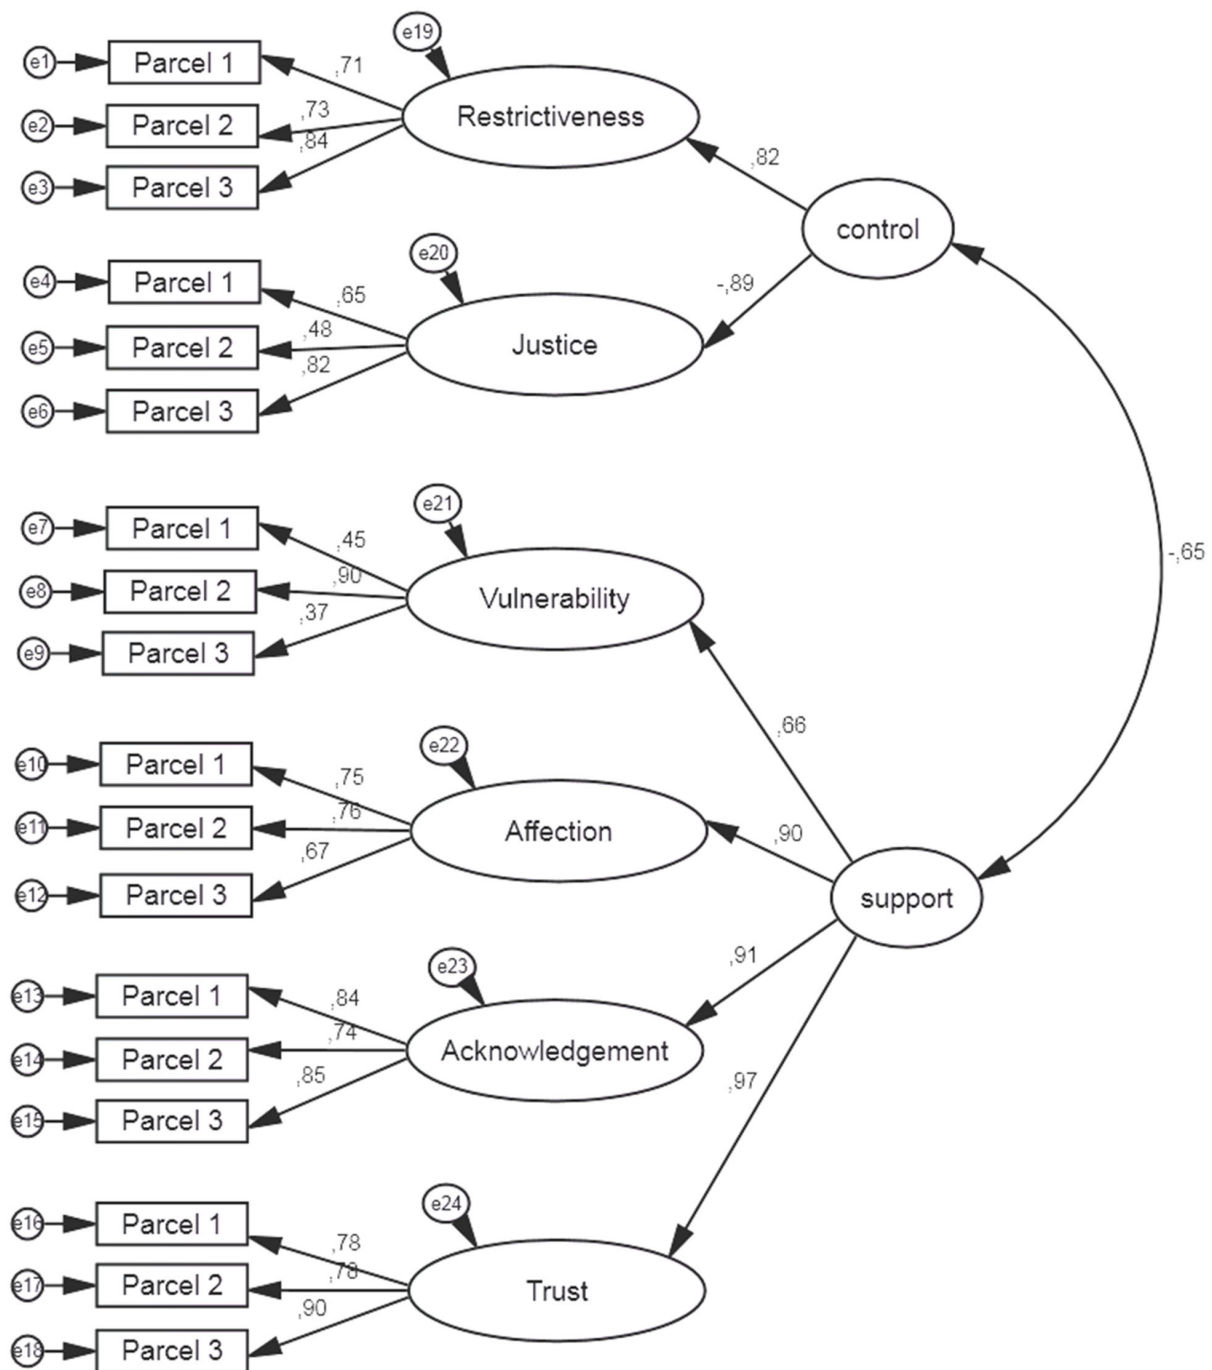 e19
e1
Parcel 1
,71
Restrictiveness
e2
Parcel 2
,73
,84
e3
Parcel 3
,82
control
e20
e4
Parcel 1
,65
-,89
e5
Parcel 2
,48
Justice
,82
e6
Parcel 3
e21
e7
Parcel 1
,45
-,65
e8
Parcel 2
,90
Vulnerability
,37
e9
Parcel 3
,66
e22
e10
Parcel 1
,75
e11
Parcel 2
,76
Affection
,90
,67
e12
Parcel 3
support
,91
e23
e13
Parcel 1
,84
e14
Parcel 2
,74
Acknowledgement
,85
e15
Parcel 3
,97
e24
e16
Parcel 1
,78
e17
Parcel 2
,78
Trust
,90
e18
Parcel 3